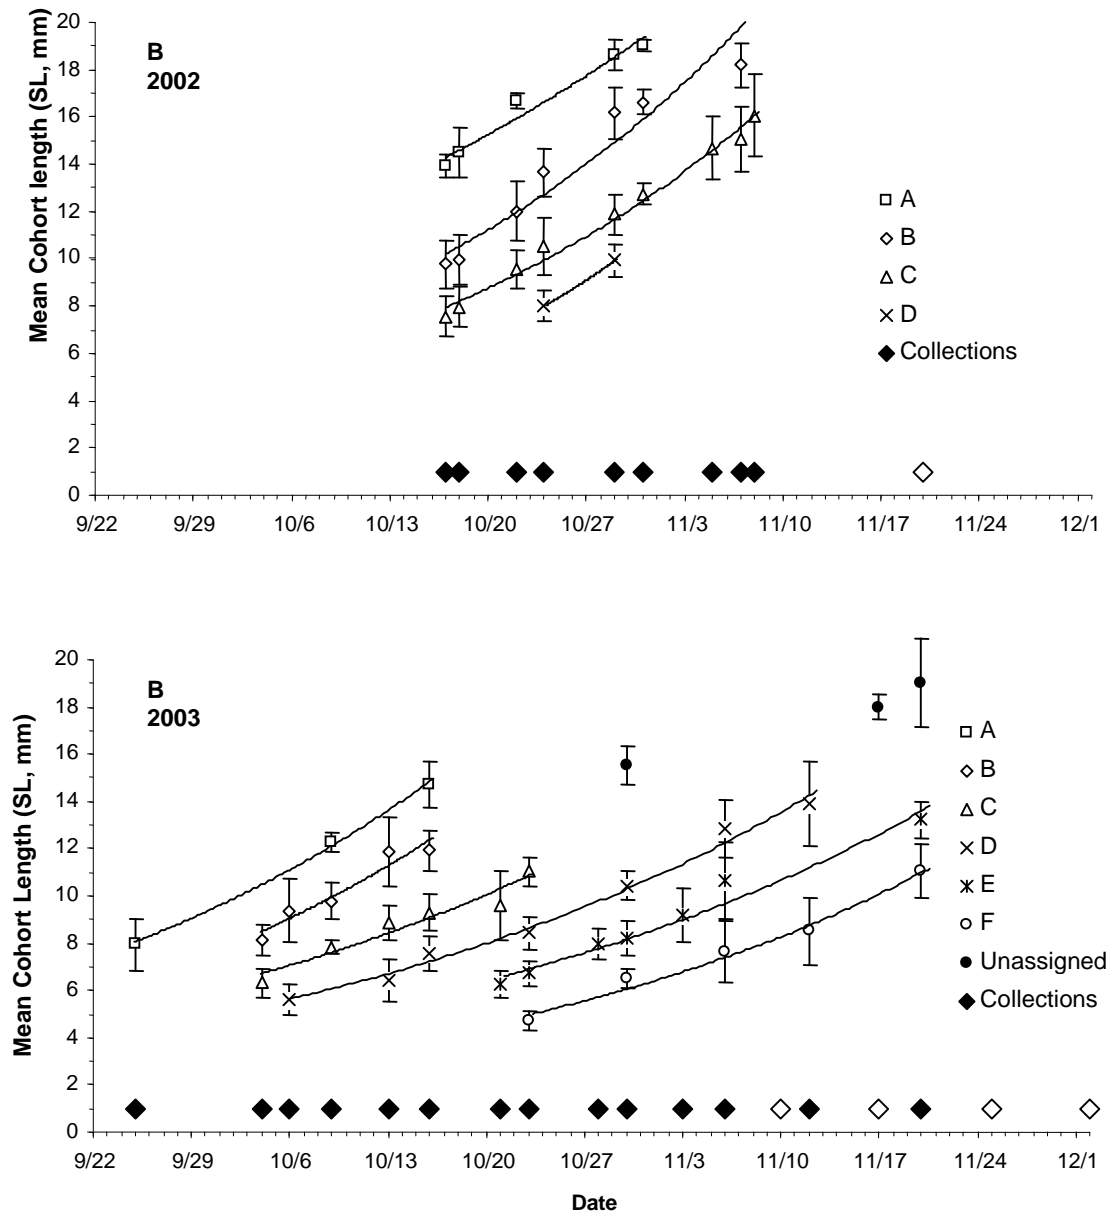 B
2002
Mean Cohort length (SL, mm)
20
18
16
14
12
10
8
6
4
2
0
A
B
C
D
Collections
9/22 9/29 10/6 10/13 10/20 10/27 11/3 11/10 11/17 11/24 12/1
B
2003
Mean Cohort Length (SL, mm)
20
18
16
14
12
10
8
6
4
2
0
A
B
C
D
E
F
Unassigned
Collections
9/22 9/29 10/6 10/13 10/20 10/27 11/3 11/10 11/17 11/24 12/1
Date